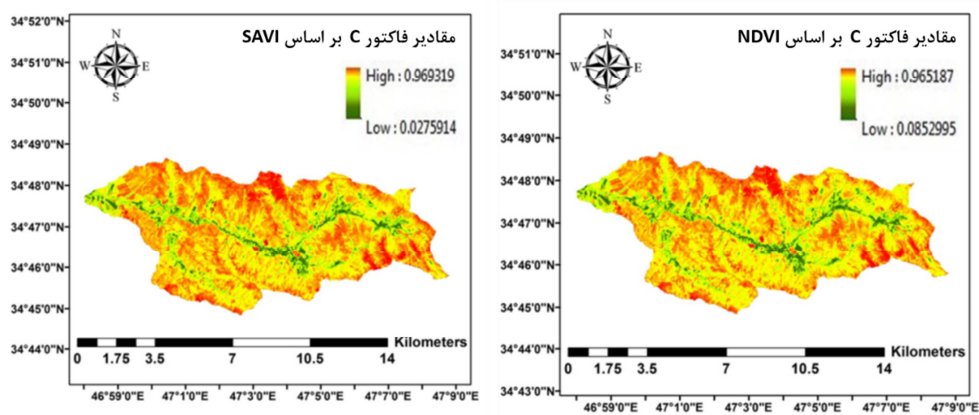 مقادیر فاکتور C بر اساس SAVI
34°52'0"N
34°51'0"N
34°50'0"N
34°49'0"N
34°48'0"N
34°47'0"N
34°46'0"N
34°45'0"N
34°44'0"N
N
W E
S
High : 0.969319
Low : 0.0275914
Kilometers
0 1.75 3.5 7 10.5 14
46°59'0"E 47°1'0"E 47°3'0"E 47°5'0"E 47°7'0"E 47°9'0"E
مقادیر فاکتور C بر اساس NDVI
34°51'0"N
34°50'0"N
34°49'0"N
34°48'0"N
34°47'0"N
34°46'0"N
34°45'0"N
34°44'0"N
34°43'0"N
N
W E
S
High : 0.965187
Low : 0.0852995
Kilometers
0 1.75 3.5 7 10.5 14
46°59'0"E 47°1'0"E 47°3'0"E 47°5'0"E 47°7'0"E 47°9'0"E